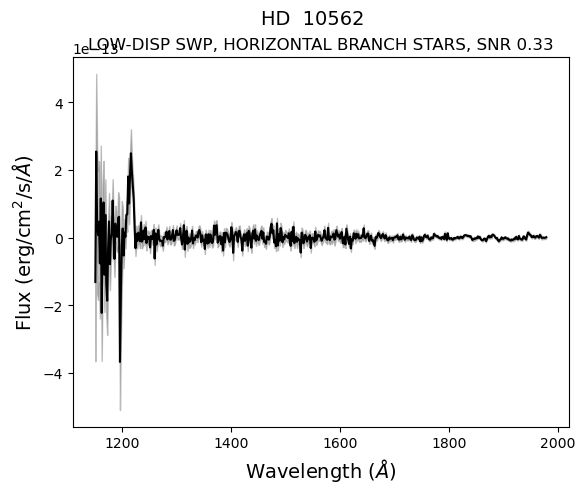 HD  10562
LOW-DISP SWP, HORIZONTAL BRANCH STARS, SNR 0.33
1e−13
4
2
0
−2
−4
Flux (erg/cm²/s/Å)
1200 1400 1600 1800 2000
Wavelength (Å)